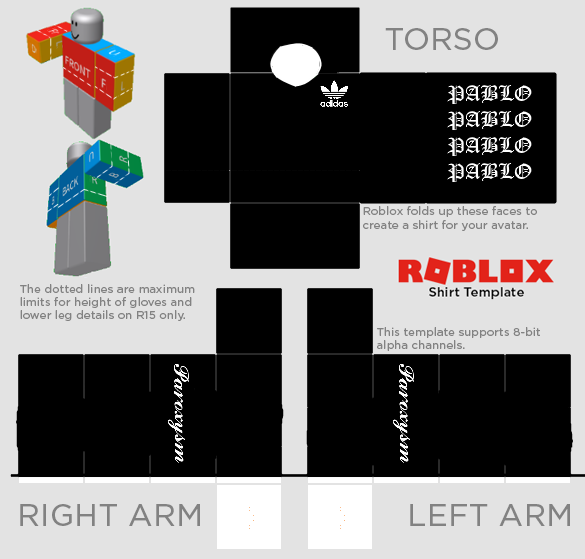 TORSO
FRONT
F
L
U
D
R
adidas
PABLO
PABLO
PABLO
PABLO
U
R
B
BACK
R
Roblox folds up these faces to
create a shirt for your avatar.
ROBLOX
Shirt Template
The dotted lines are maximum
limits for height of gloves and
lower leg details on R15 only.
This template supports 8-bit
alpha channels.
Paroxysm
Paroxysm
RIGHT ARM
LEFT ARM